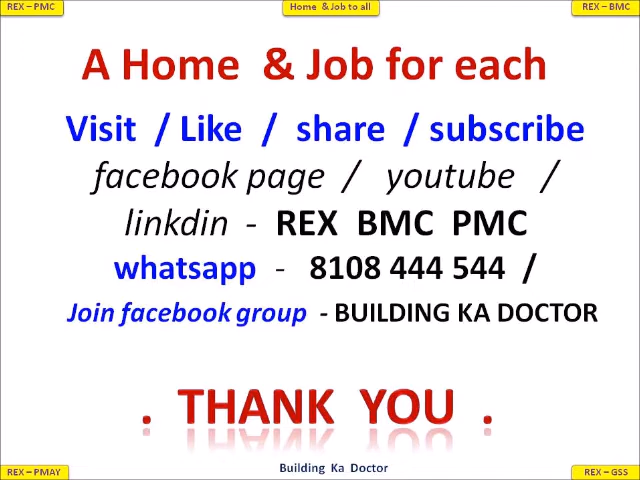 REX – PMC
Home & Job to all
REX – BMC
A Home & Job for each
Visit / Like / share / subscribe
facebook page / youtube /
linkdin - REX BMC PMC
whatsapp - 8108 444 544 /
Join facebook group - BUILDING KA DOCTOR
. THANK YOU .
REX – PMAY
Building Ka Doctor
REX – GSS